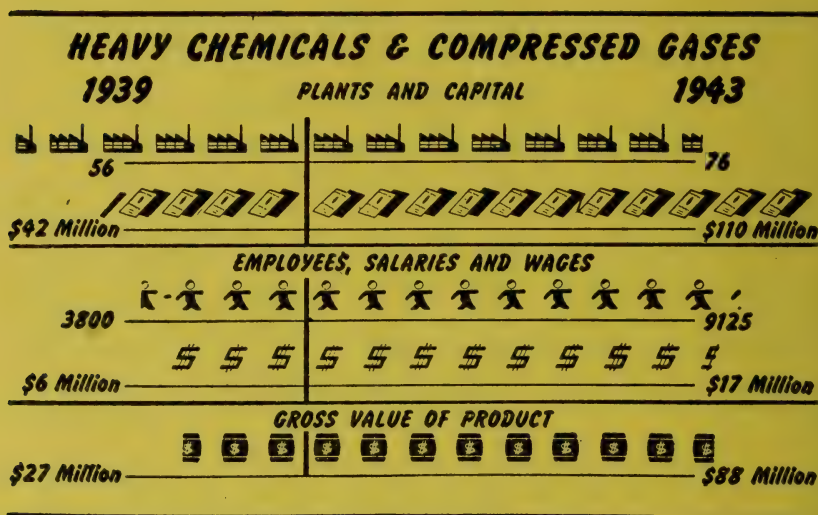 HEAVY CHEMICALS & COMPRESSED GASES
1939 PLANTS AND CAPITAL 1943
56 76
$42 Million $110 Million
EMPLOYEES, SALARIES AND WAGES
3800 9125
$6 Million $17 Million
GROSS VALUE OF PRODUCT
$27 Million $88 Million